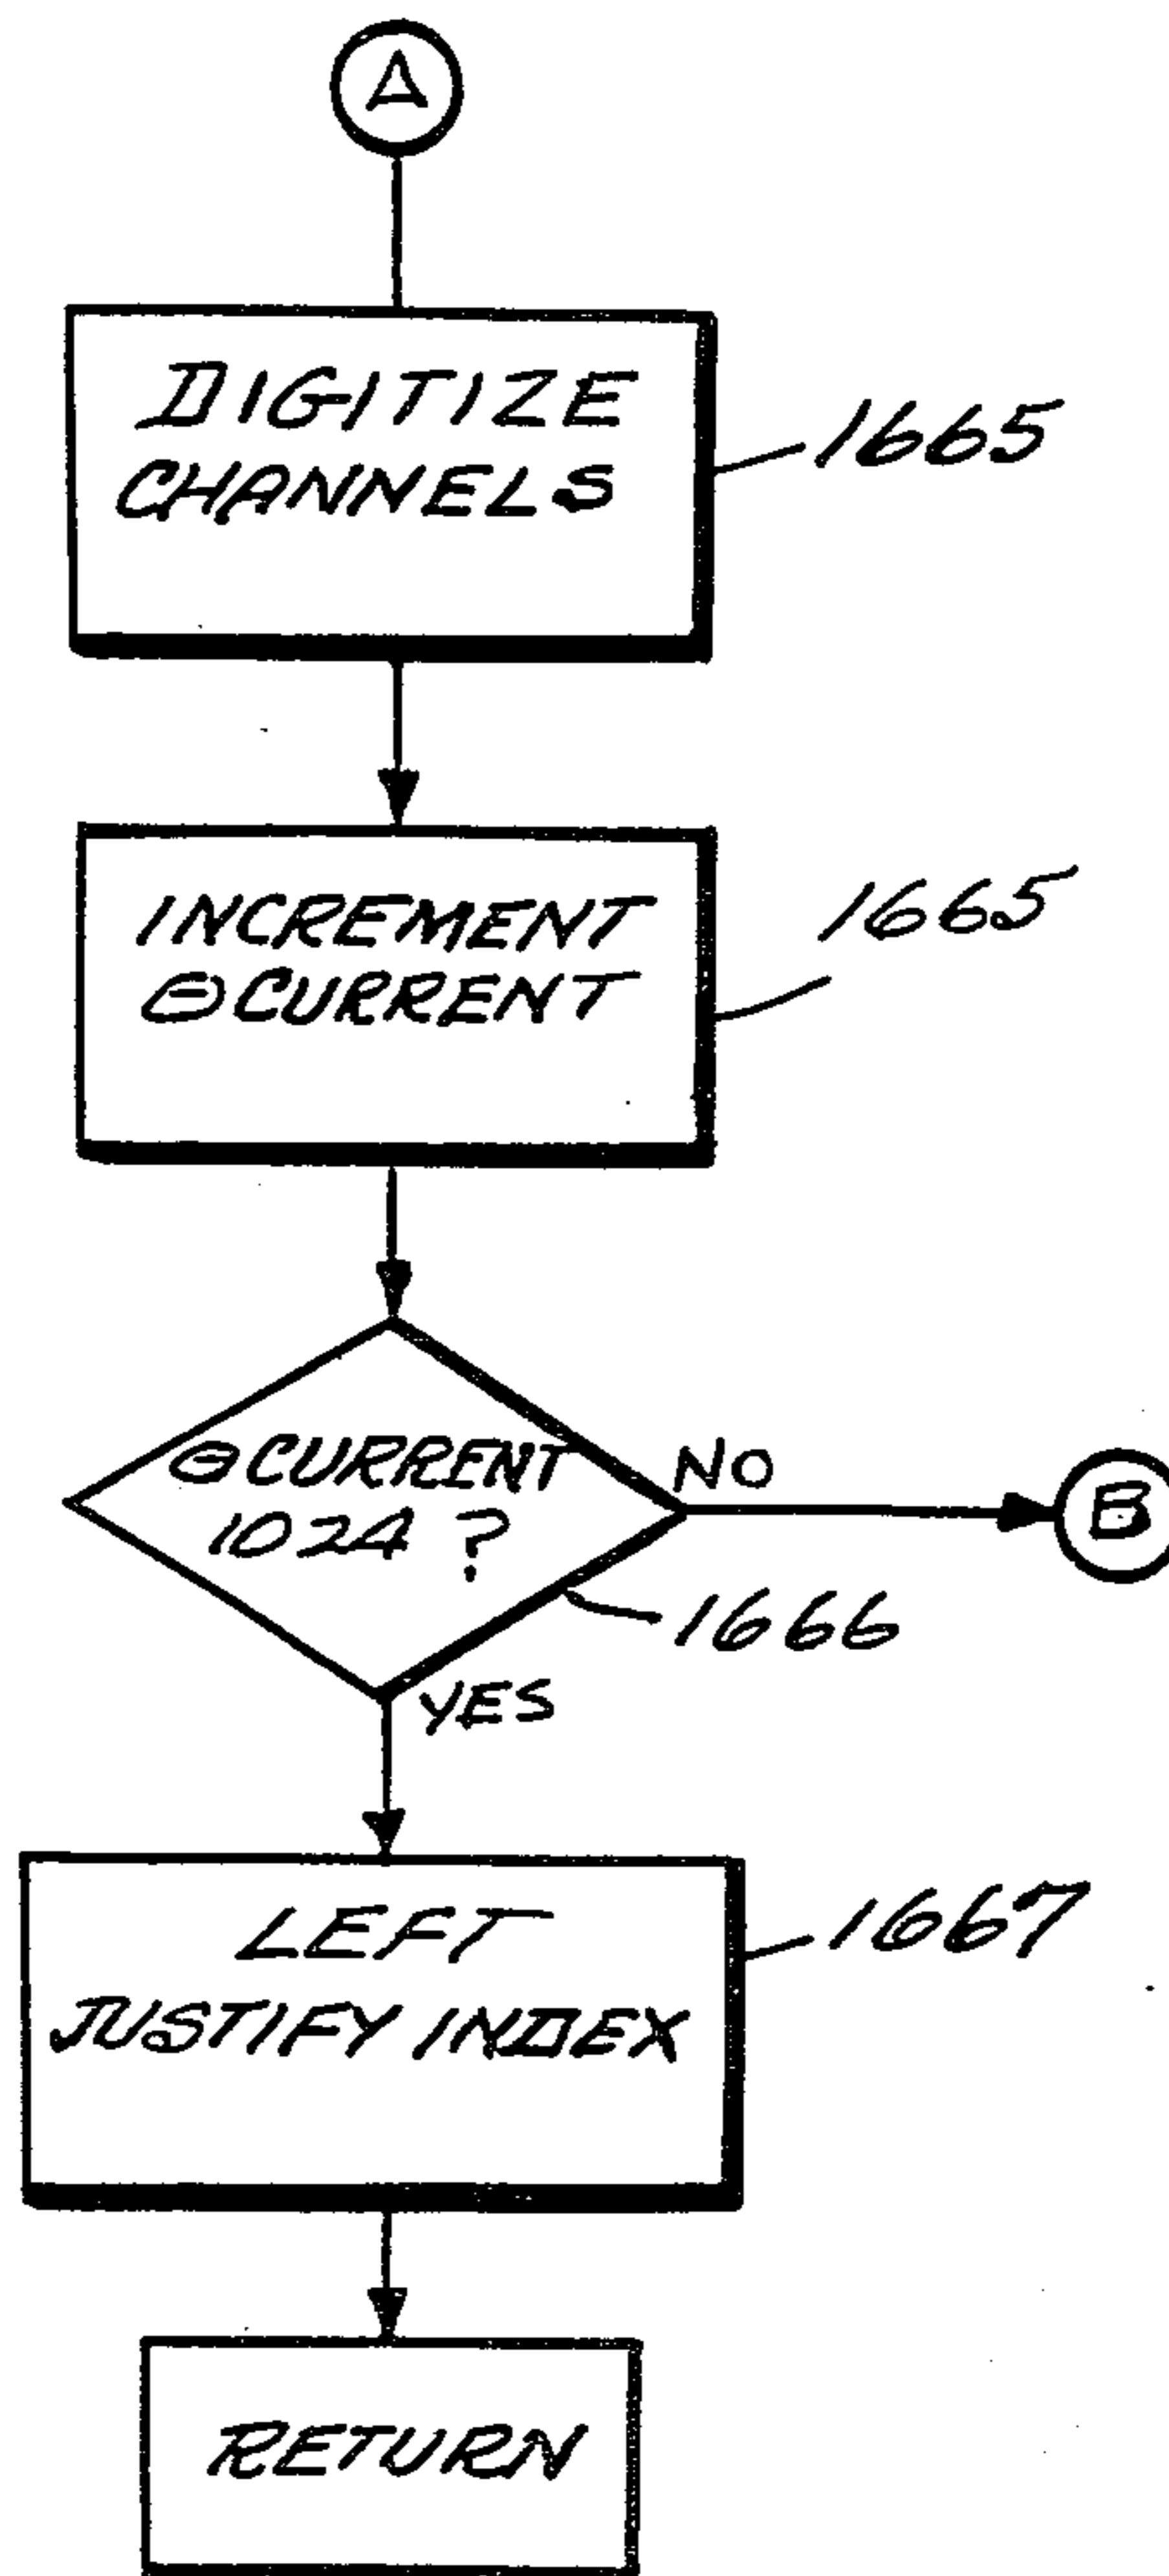 A
DIGITIZE
CHANNELS
1665
INCREMENT
ΘCURRENT
1665
ΘCURRENT
1024 ?
NO
B
1666
YES
LEFT
JUSTIFY INDEX
1667
RETURN